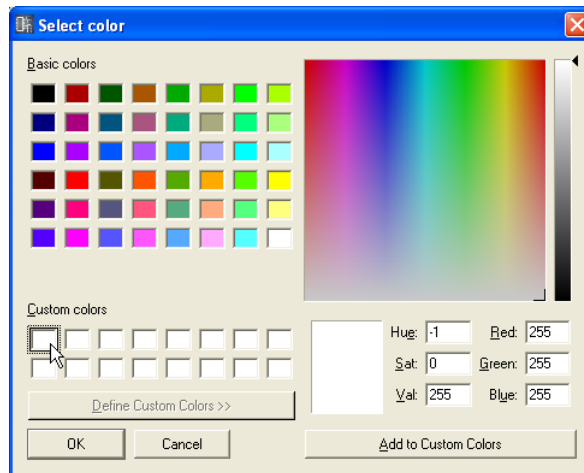 Select color
Basic colors
Custom colors
Define Custom Colors >>
OK Cancel
Hue: -1 Red: 255
Sat: 0 Green: 255
Val: 255 Blue: 255
Add to Custom Colors